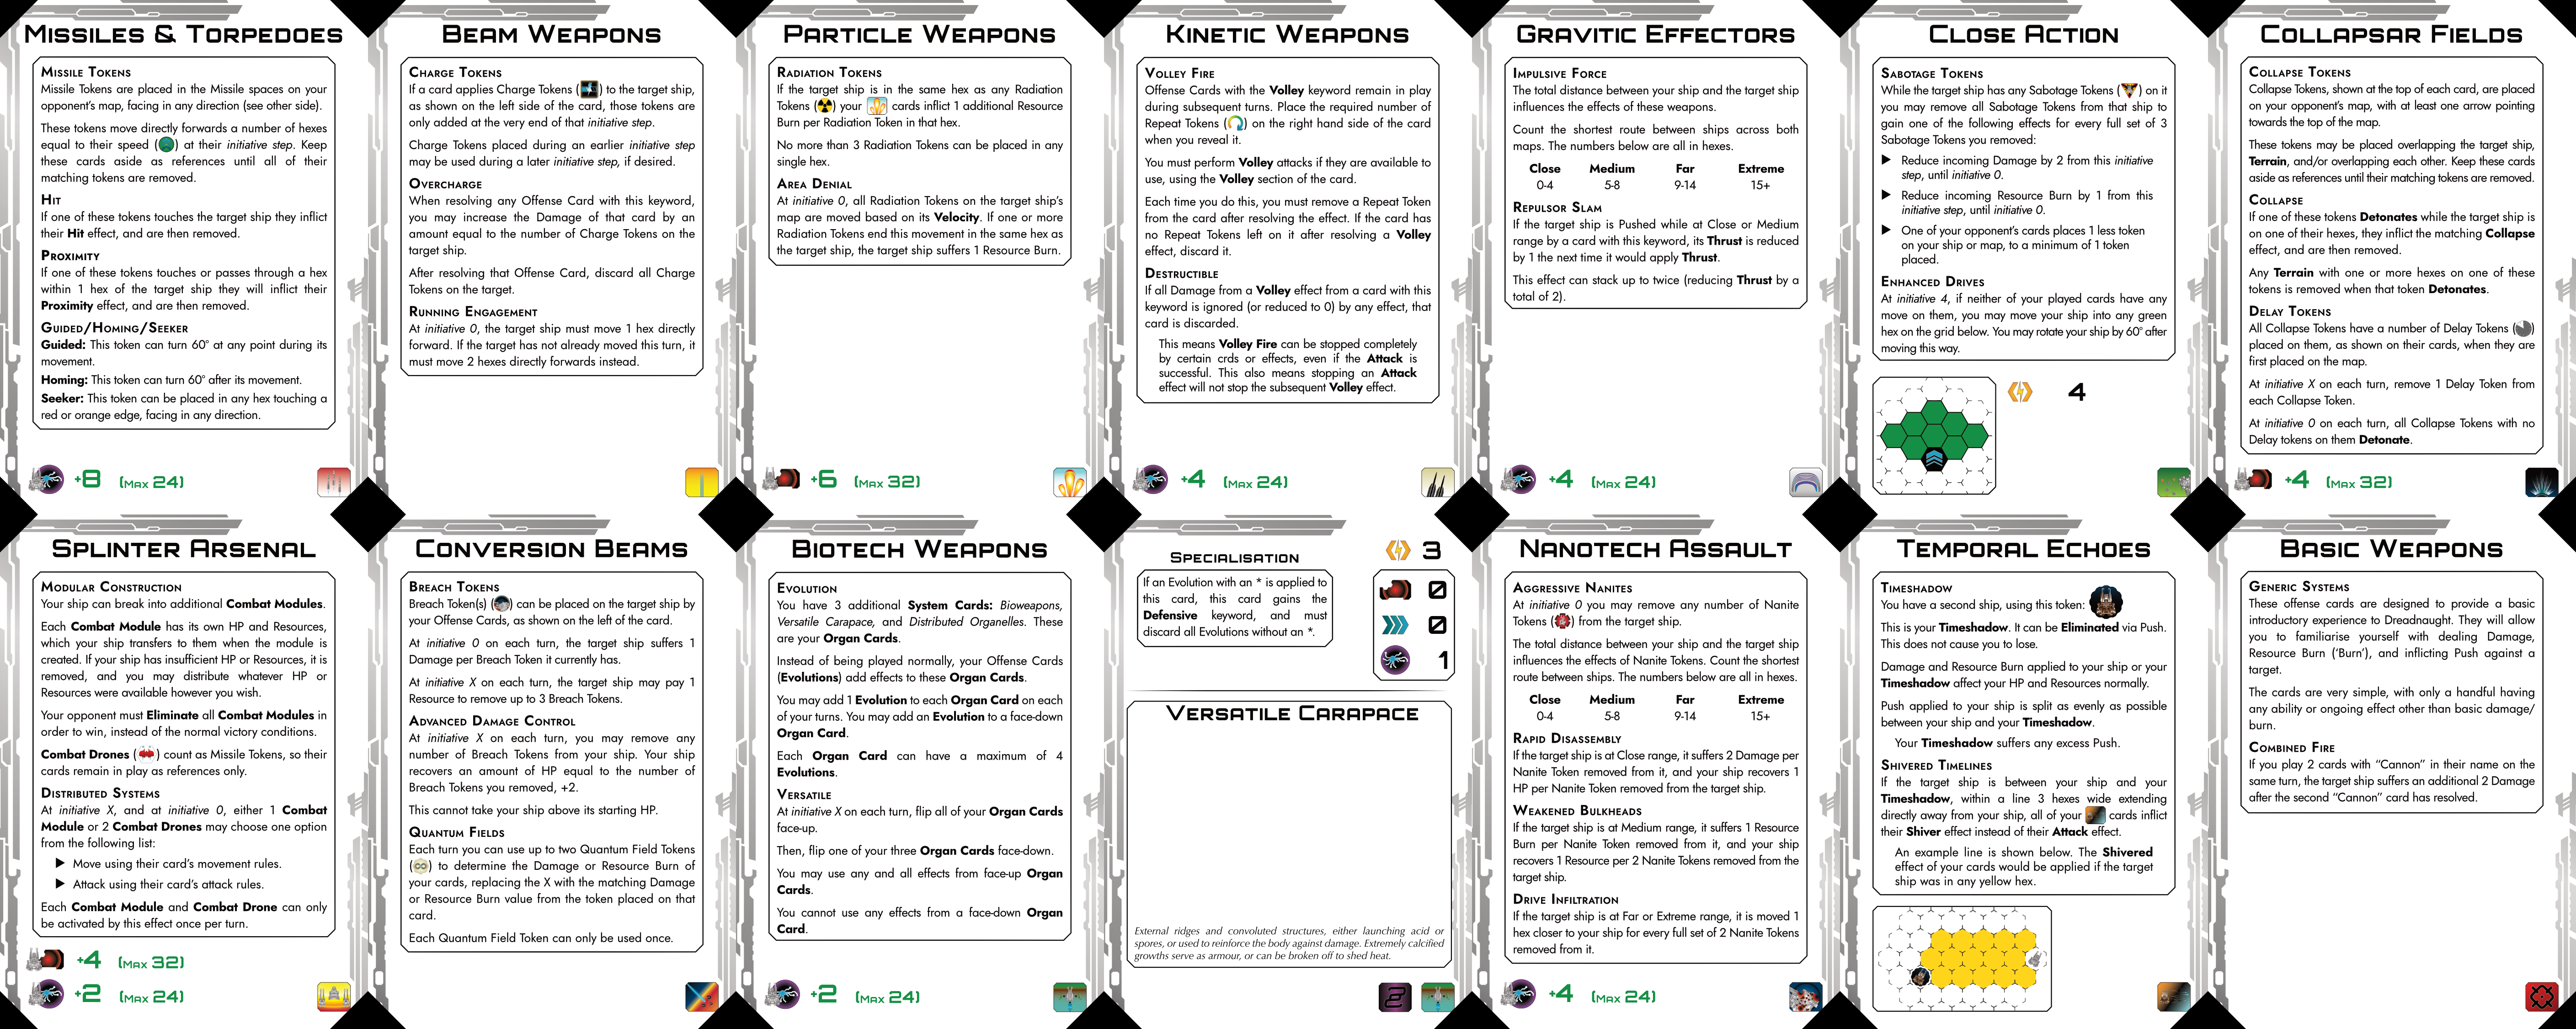 MISSILES & TORPEDOES
MISSILE TOKENS
Missile Tokens are placed in the Missile spaces on your
opponent's map, facing in any direction (see other side).
These tokens move directly forwards a number of hexes
equal to their speed ( ) at their initiative step. Keep
these cards aside as references until all of their
matching tokens are removed.
HIT
If one of these tokens touches the target ship they inflict
their Hit effect, and are then removed.
PROXIMITY
If one of these tokens touches or passes through a hex
within 1 hex of the target ship they will inflict their
Proximity effect, and are then removed.
GUIDED/HOMING/SEEKER
Guided: This token can turn 60° at any point during its
movement.
Homing: This token can turn 60° after its movement.
Seeker: This token can be placed in any hex touching a
red or orange edge, facing in any direction.
+8 (MAX 24)
BEAM WEAPONS
CHARGE TOKENS
If a card applies Charge Tokens ( ) to the target ship,
as shown on the left side of the card, those tokens are
only added at the very end of that initiative step.
Charge Tokens placed during an earlier initiative step
may be used during a later initiative step, if desired.
OVERCHARGE
When resolving any Offense Card with this keyword,
you may increase the Damage of that card by an
amount equal to the number of Charge Tokens on the
target ship.
After resolving that Offense Card, discard all Charge
Tokens on the target.
RUNNING ENGAGEMENT
At initiative 0, the target ship must move 1 hex directly
forward. If the target has not already moved this turn, it
must move 2 hexes directly forwards instead.
PARTICLE WEAPONS
RADIATION TOKENS
If the target ship is in the same hex as any Radiation
Tokens ( ) your cards inflict 1 additional Resource
Burn per Radiation Token in that hex.
No more than 3 Radiation Tokens can be placed in any
single hex.
AREA DENIAL
At initiative 0, all Radiation Tokens on the target ship's
map are moved based on its Velocity. If one or more
Radiation Tokens end this movement in the same hex as
the target ship, the target ship suffers 1 Resource Burn.
+6 (MAX 32)
KINETIC WEAPONS
VOLLEY FIRE
Offense Cards with the Volley keyword remain in play
during subsequent turns. Place the required number of
Repeat Tokens ( ) on the right hand side of the card
when you reveal it.
You must perform Volley attacks if they are available to
use, using the Volley section of the card.
Each time you do this, you must remove a Repeat Token
from the card after resolving the effect. If the card has
no Repeat Tokens left on it after resolving a Volley
effect, discard it.
DESTRUCTIBLE
If all Damage from a Volley effect from a card with this
keyword is ignored (or reduced to 0) by any effect, that
card is discarded.
This means Volley Fire can be stopped completely
by certain crds or effects, even if the Attack is
successful. This also means stopping an Attack
effect will not stop the subsequent Volley effect.
+4 (MAX 24)
GRAVITIC EFFECTORS
IMPULSIVE FORCE
The total distance between your ship and the target ship
influences the effects of these weapons.
Count the shortest route between ships across both
maps. The numbers below are all in hexes.
Close Medium Far Extreme
0-4 5-8 9-14 15+
REPULSOR SLAM
If the target ship is Pushed while at Close or Medium
range by a card with this keyword, its Thrust is reduced
by 1 the next time it would apply Thrust.
This effect can stack up to twice (reducing Thrust by a
total of 2).
+4 (MAX 24)
CLOSE ACTION
SABOTAGE TOKENS
While the target ship has any Sabotage Tokens ( ) on it
you may remove all Sabotage Tokens from that ship to
gain one of the following effects for every full set of 3
Sabotage Tokens you removed:
▶ Reduce incoming Damage by 2 from this initiative
step, until initiative 0.
▶ Reduce incoming Resource Burn by 1 from this
initiative step, until initiative 0.
▶ One of your opponent's cards places 1 less token
on your ship or map, to a minimum of 1 token
placed.
ENHANCED DRIVES
At initiative 4, if neither of your played cards have any
move on them, you may move your ship into any green
hex on the grid below. You may rotate your ship by 60° after
moving this way.
4
COLLAPSAR FIELDS
COLLAPSE TOKENS
Collapse Tokens, shown at the top of each card, are placed
on your opponent's map, with at least one arrow pointing
towards the top of the map.
These tokens may be placed overlapping the target ship,
Terrain, and/or overlapping each other. Keep these cards
aside as references until their matching tokens are removed.
COLLAPSE
If one of these tokens Detonates while the target ship is
on one of their hexes, they inflict the matching Collapse
effect, and are then removed.
Any Terrain with one or more hexes on one of these
tokens is removed when that token Detonates.
DELAY TOKENS
All Collapse Tokens have a number of Delay Tokens ( )
placed on them, as shown on their cards, when they are
first placed on the map.
At initiative X on each turn, remove 1 Delay Token from
each Collapse Token.
At initiative 0 on each turn, all Collapse Tokens with no
Delay tokens on them Detonate.
+4 (MAX 32)
SPLINTER ARSENAL
MODULAR CONSTRUCTION
Your ship can break into additional Combat Modules.
Each Combat Module has its own HP and Resources,
which your ship transfers to them when the module is
created. If your ship has insufficient HP or Resources, it is
removed, and you may distribute whatever HP or
Resources were available however you wish.
Your opponent must Eliminate all Combat Modules in
order to win, instead of the normal victory conditions.
Combat Drones ( ) count as Missile Tokens, so their
cards remain in play as references only.
DISTRIBUTED SYSTEMS
At initiative X, and at initiative 0, either 1 Combat
Module or 2 Combat Drones may choose one option
from the following list:
▶ Move using their card's movement rules.
▶ Attack using their card's attack rules.
Each Combat Module and Combat Drone can only
be activated by this effect once per turn.
+4 (MAX 32)
+2 (MAX 24)
CONVERSION BEAMS
BREACH TOKENS
Breach Token(s) ( ) can be placed on the target ship by
your Offense Cards, as shown on the left of the card.
At initiative 0 on each turn, the target ship suffers 1
Damage per Breach Token it currently has.
At initiative X on each turn, the target ship may pay 1
Resource to remove up to 3 Breach Tokens.
ADVANCED DAMAGE CONTROL
At initiative X on each turn, you may remove any
number of Breach Tokens from your ship. Your ship
recovers an amount of HP equal to the number of
Breach Tokens you removed, +2.
This cannot take your ship above its starting HP.
QUANTUM FIELDS
Each turn you can use up to two Quantum Field Tokens
( ) to determine the Damage or Resource Burn of
your cards, replacing the X with the matching Damage
or Resource Burn value from the token placed on that
card.
Each Quantum Field Token can only be used once.
BIOTECH WEAPONS
EVOLUTION
You have 3 additional System Cards: Bioweapons,
Versatile Carapace, and Distributed Organelles. These
are your Organ Cards.
Instead of being played normally, your Offense Cards
(Evolutions) add effects to these Organ Cards.
You may add 1 Evolution to each Organ Card on each
of your turns. You may add an Evolution to a face-down
Organ Card.
Each Organ Card can have a maximum of 4
Evolutions.
VERSATILE
At initiative X on each turn, flip all of your Organ Cards
face-up.
Then, flip one of your three Organ Cards face-down.
You may use any and all effects from face-up Organ
Cards.
You cannot use any effects from a face-down Organ
Card.
+2 (MAX 24)
SPECIALISATION
If an Evolution with an * is applied to
this card, this card gains the
Defensive keyword, and must
discard all Evolutions without an *.
3
0
0
1
VERSATILE CARAPACE
External ridges and convoluted structures, either launching acid or
spores, or used to reinforce the body against damage. Extremely calcified
growths serve as armour, or can be broken off to shed heat.
2
NANOTECH ASSAULT
AGGRESSIVE NANITES
At initiative 0 you may remove any number of Nanite
Tokens ( ) from the target ship.
The total distance between your ship and the target ship
influences the effects of Nanite Tokens. Count the shortest
route between ships. The numbers below are all in hexes.
Close Medium Far Extreme
0-4 5-8 9-14 15+
RAPID DISASSEMBLY
If the target ship is at Close range, it suffers 2 Damage per
Nanite Token removed from it, and your ship recovers 1
HP per Nanite Token removed from the target ship.
WEAKENED BULKHEADS
If the target ship is at Medium range, it suffers 1 Resource
Burn per Nanite Token removed from it, and your ship
recovers 1 Resource per 2 Nanite Tokens removed from the
target ship.
DRIVE INFILTRATION
If the target ship is at Far or Extreme range, it is moved 1
hex closer to your ship for every full set of 2 Nanite Tokens
removed from it.
+4 (MAX 24)
TEMPORAL ECHOES
TIMESHADOW
You have a second ship, using this token:
This is your Timeshadow. It can be Eliminated via Push.
This does not cause you to lose.
Damage and Resource Burn applied to your ship or your
Timeshadow affect your HP and Resources normally.
Push applied to your ship is split as evenly as possible
between your ship and your Timeshadow.
Your Timeshadow suffers any excess Push.
SHIVERED TIMELINES
If the target ship is between your ship and your
Timeshadow, within a line 3 hexes wide extending
directly away from your ship, all of your cards inflict
their Shiver effect instead of their Attack effect.
An example line is shown below. The Shivered
effect of your cards would be applied if the target
ship was in any yellow hex.
BASIC WEAPONS
GENERIC SYSTEMS
These offense cards are designed to provide a basic
introductory experience to Dreadnaught. They will allow
you to familiarise yourself with dealing Damage,
Resource Burn ('Burn'), and inflicting Push against a
target.
The cards are very simple, with only a handful having
any ability or ongoing effect other than basic damage/
burn.
COMBINED FIRE
If you play 2 cards with "Cannon" in their name on the
same turn, the target ship suffers an additional 2 Damage
after the second "Cannon" card has resolved.